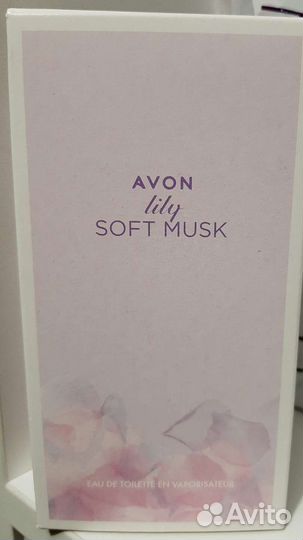 AVON
lily
SOFT MUSK
EAU DE TOILETTE EN VAPORISATEUR
Avito